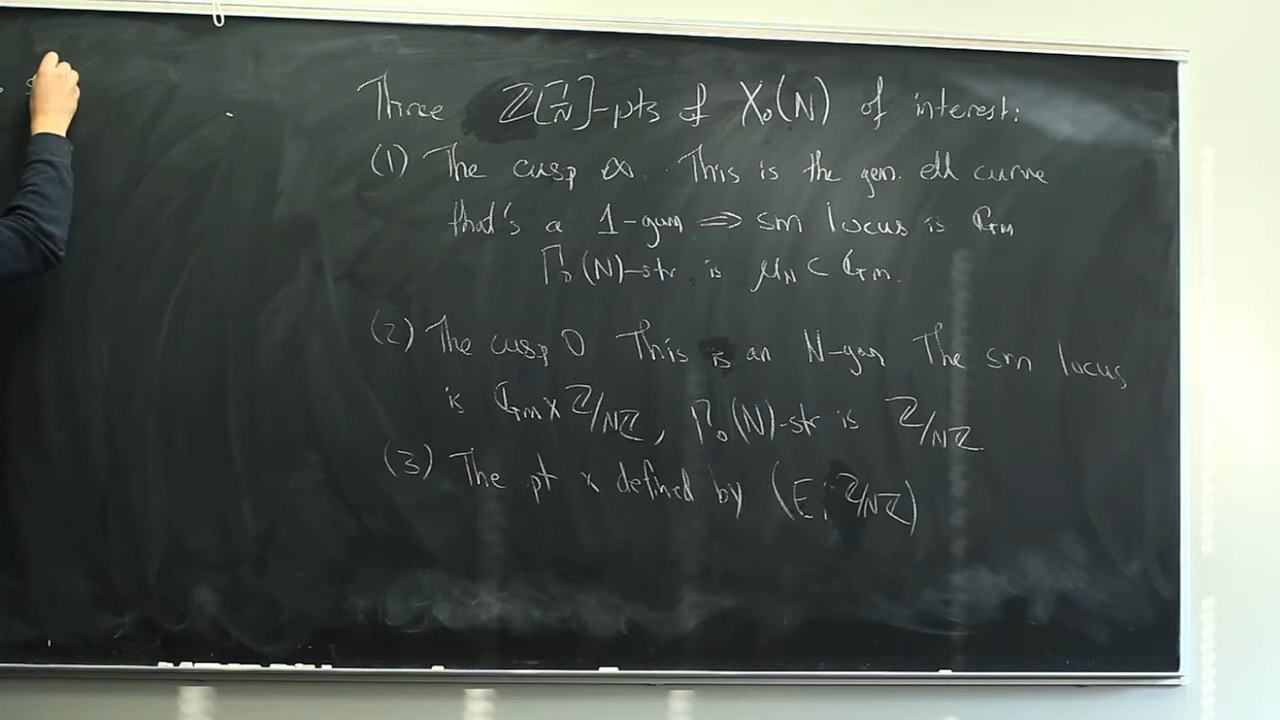 Three Z[1/N]-pts of X₀(N) of interest:
(1) The cusp ∞. This is the gen. ell curve
that's a 1-gon ⇒ sm locus is Gm
Γ₀(N)-str is μN ⊂ Gm.
(2) The cusp 0 This is an N-gon The sm locus
is Gm × Z/NZ, Γ₀(N)-str is Z/NZ
(3) The pt x defined by (E, Z/NZ)